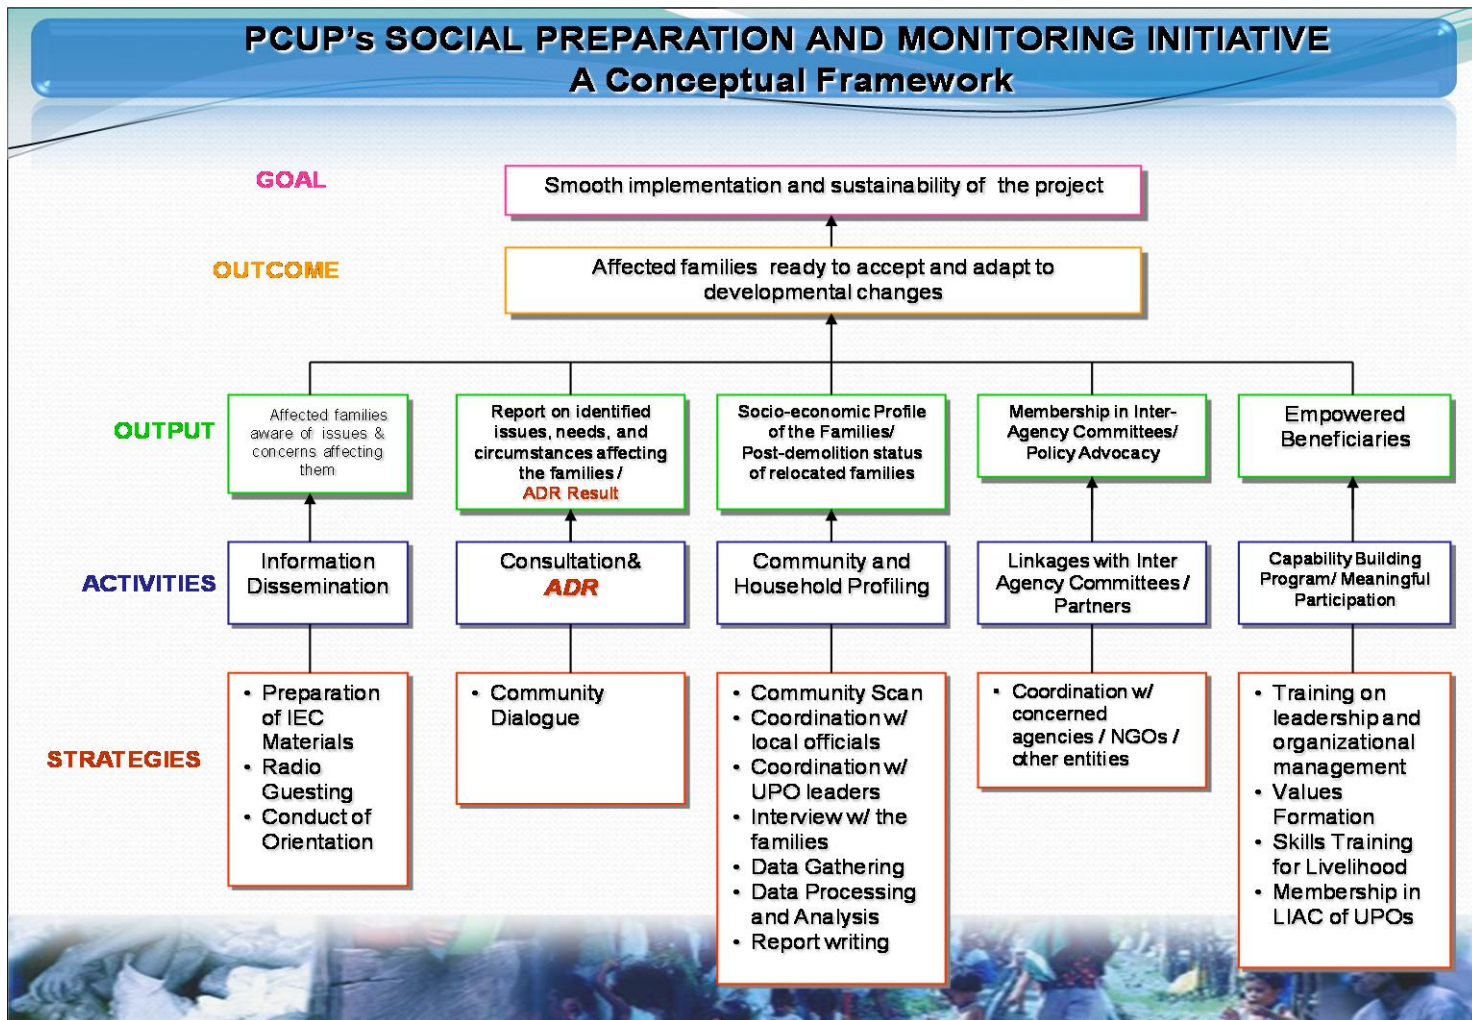 PCUP's SOCIAL PREPARATION AND MONITORING INITIATIVE
A Conceptual Framework
GOAL
Smooth implementation and sustainability of the project
OUTCOME
Affected families ready to accept and adapt to
developmental changes
OUTPUT
Affected families
aware of issues &
concerns affecting
them
Report on identified
issues, needs, and
circumstances affecting
the families /
ADR Result
Socio-economic Profile
of the Families/
Post-demolition status
of relocated families
Membership in Inter-
Agency Committees/
Policy Advocacy
Empowered
Beneficiaries
ACTIVITIES
Information
Dissemination
Consultation&
ADR
Community and
Household Profiling
Linkages with Inter
Agency Committees /
Partners
Capability Building
Program/ Meaningful
Participation
STRATEGIES
• Preparation
of IEC
Materials
• Radio
Guesting
• Conduct of
Orientation
• Community
Dialogue
• Community Scan
• Coordination w/
local officials
• Coordination w/
UPO leaders
• Interview w/ the
families
• Data Gathering
• Data Processing
and Analysis
• Report writing
▪ Coordination w/
concerned
agencies / NGOs /
other entities
• Training on
leadership and
organizational
management
• Values
Formation
• Skills Training
for Livelihood
• Membership in
LIAC of UPOs